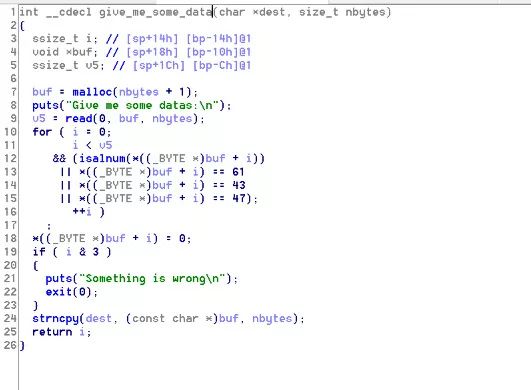 1 int __cdecl give_me_some_data(char *dest, size_t nbytes)
2 {
3 ssize_t i; // [sp+14h] [bp-14h]@1
4 void *buf; // [sp+18h] [bp-10h]@1
5 ssize_t v5; // [sp+1Ch] [bp-Ch]@1
6
7 buf = malloc(nbytes + 1);
8 puts("Give me some datas:\n");
9 v5 = read(0, buf, nbytes);
10 for ( i = 0;
11 i < v5
12 && (isalnum(*((_BYTE *)buf + i))
13 || *((_BYTE *)buf + i) == 61
14 || *((_BYTE *)buf + i) == 43
15 || *((_BYTE *)buf + i) == 47);
16 ++i )
17 ;
18 *((_BYTE *)buf + i) = 0;
19 if ( i & 3 )
20 {
21 puts("Something is wrong\n");
22 exit(0);
23 }
24 strncpy(dest, (const char *)buf, nbytes);
25 return i;
26 }